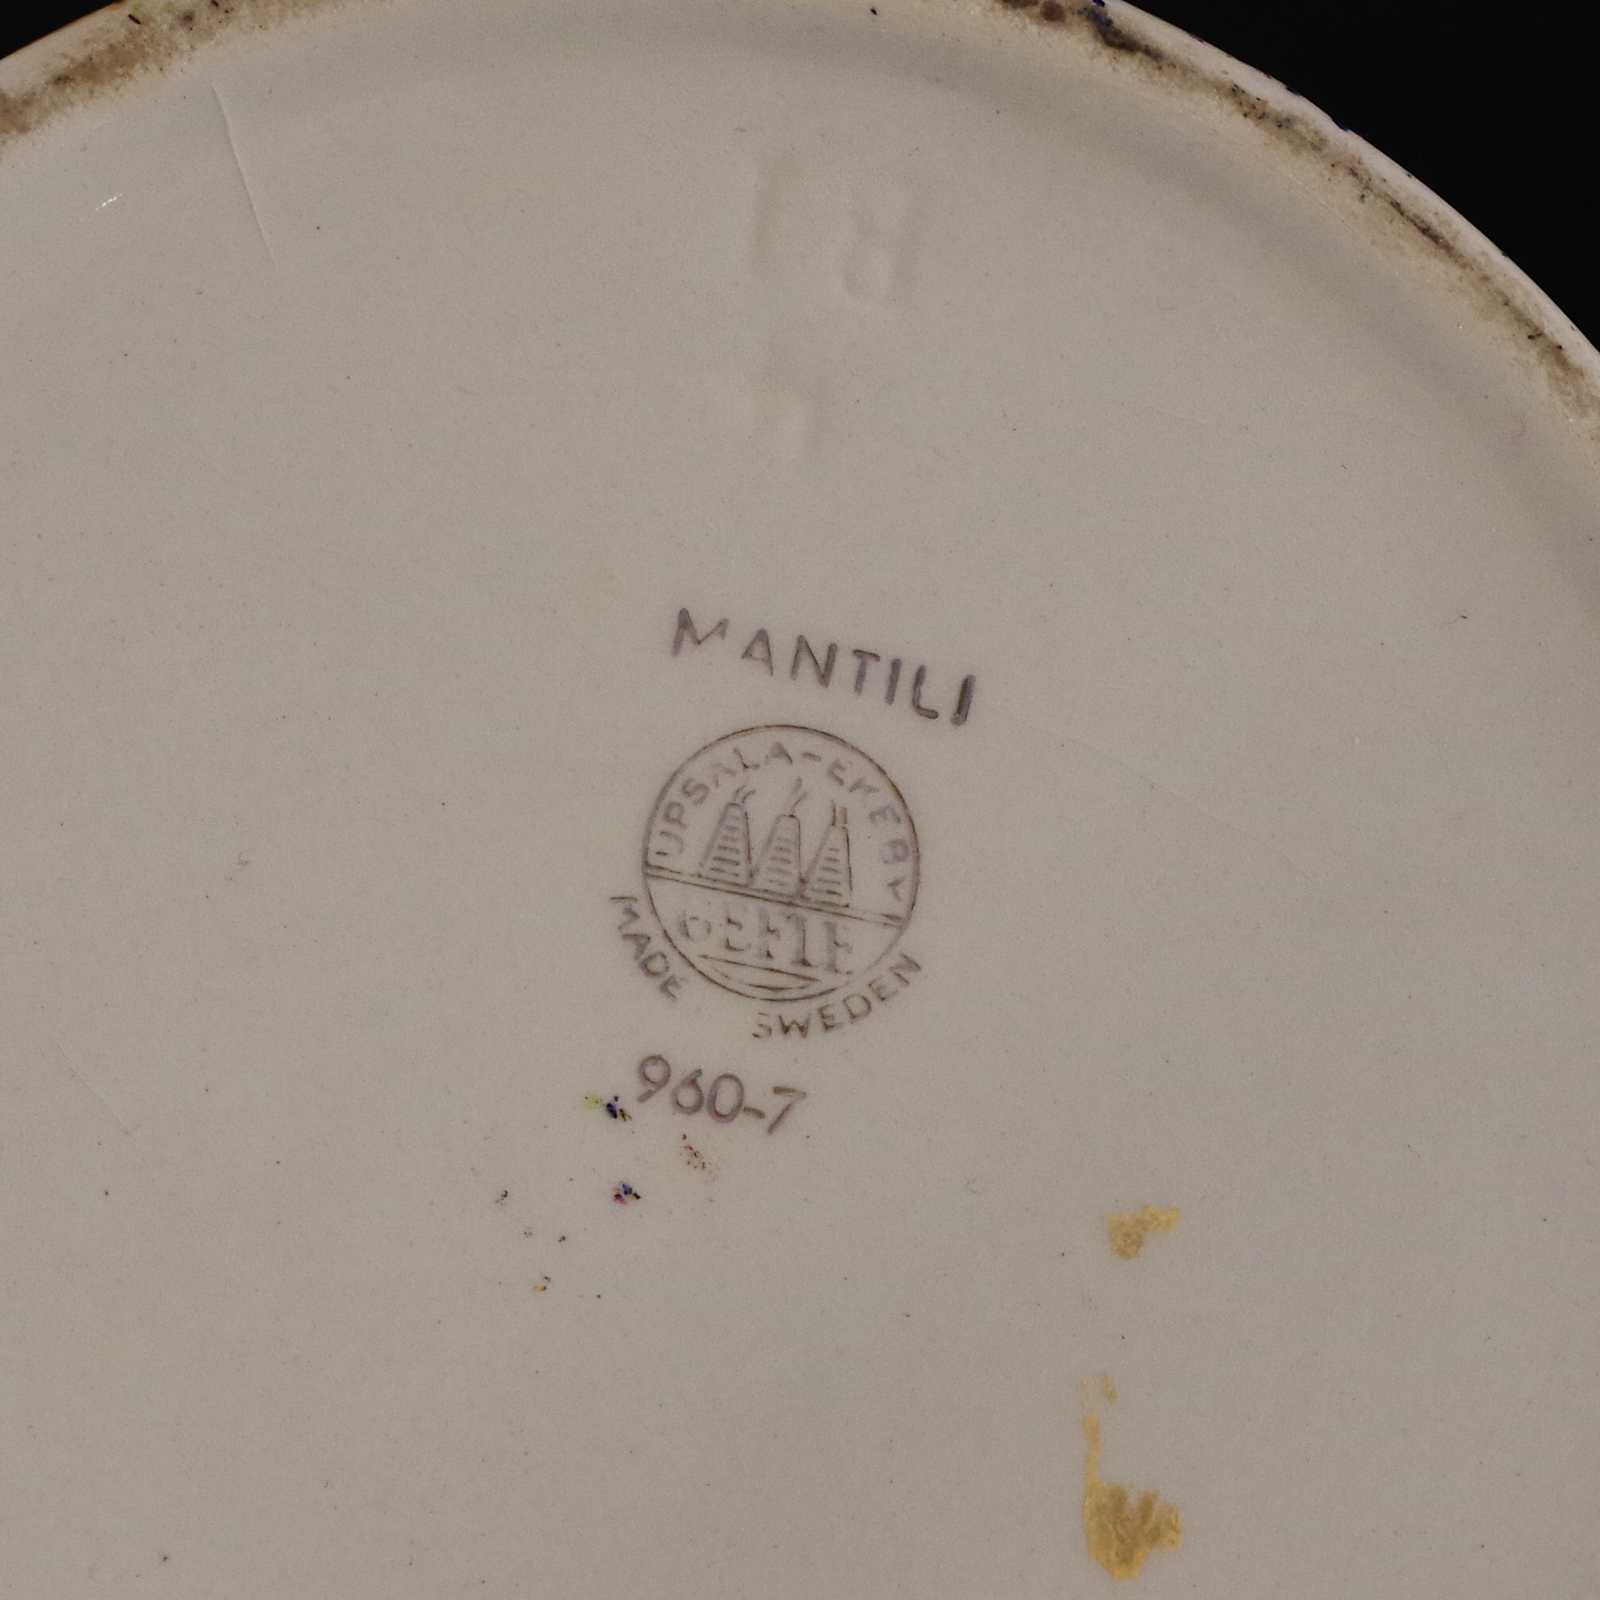 MANTILI
UPSALA-EKEBY
GEFLE
MADE
SWEDEN
960-7